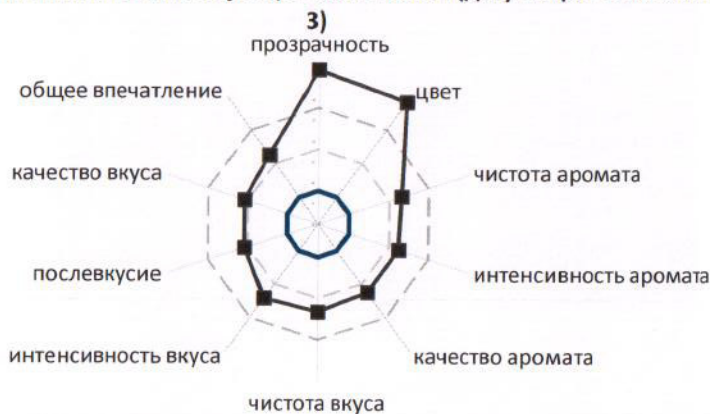 3)
прозрачность
общее впечатление
цвет
качество вкуса
чистота аромата
послевкусие
интенсивность аромата
интенсивность вкуса
качество аромата
чистота вкуса